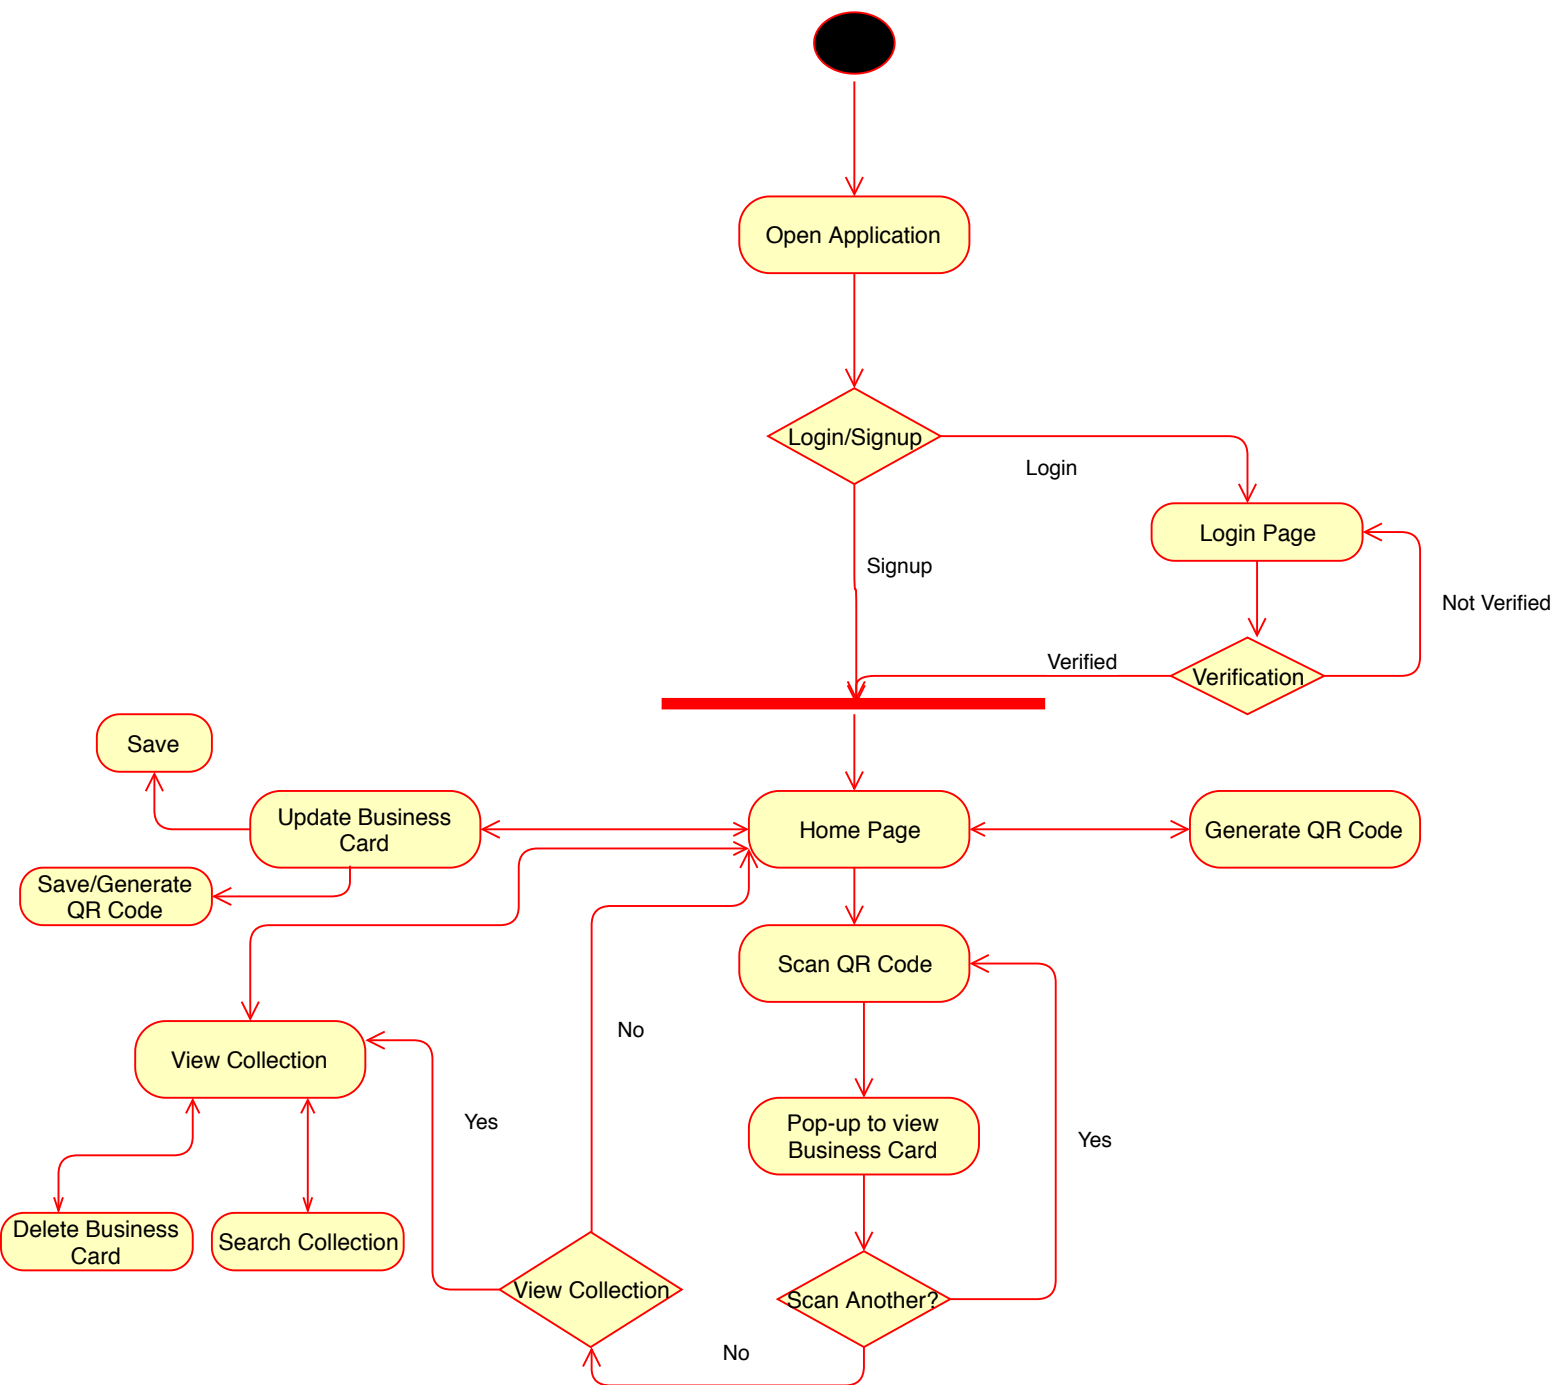 Open Application
Login/Signup
Login
Login Page
Signup
Not Verified
Verified
Verification
Save
Update Business
Card
Home Page
Generate QR Code
Save/Generate
QR Code
Scan QR Code
No
View Collection
Yes
Pop-up to view
Business Card
Yes
Delete Business
Card
Search Collection
View Collection
Scan Another?
No